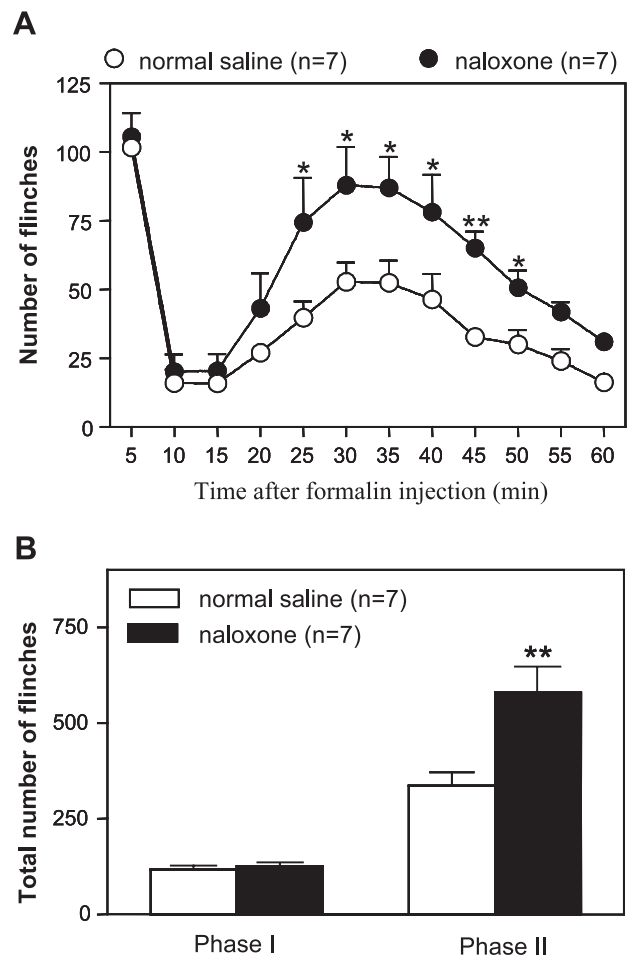 A
normal saline (n=7) naloxone (n=7)
Number of flinches
125
100
75
50
25
0
* * * * ** *
5 10 15 20 25 30 35 40 45 50 55 60
Time after formalin injection (min)
B
normal saline (n=7)
naloxone (n=7)
Total number of flinches
750
500
250
0
**
Phase I Phase II